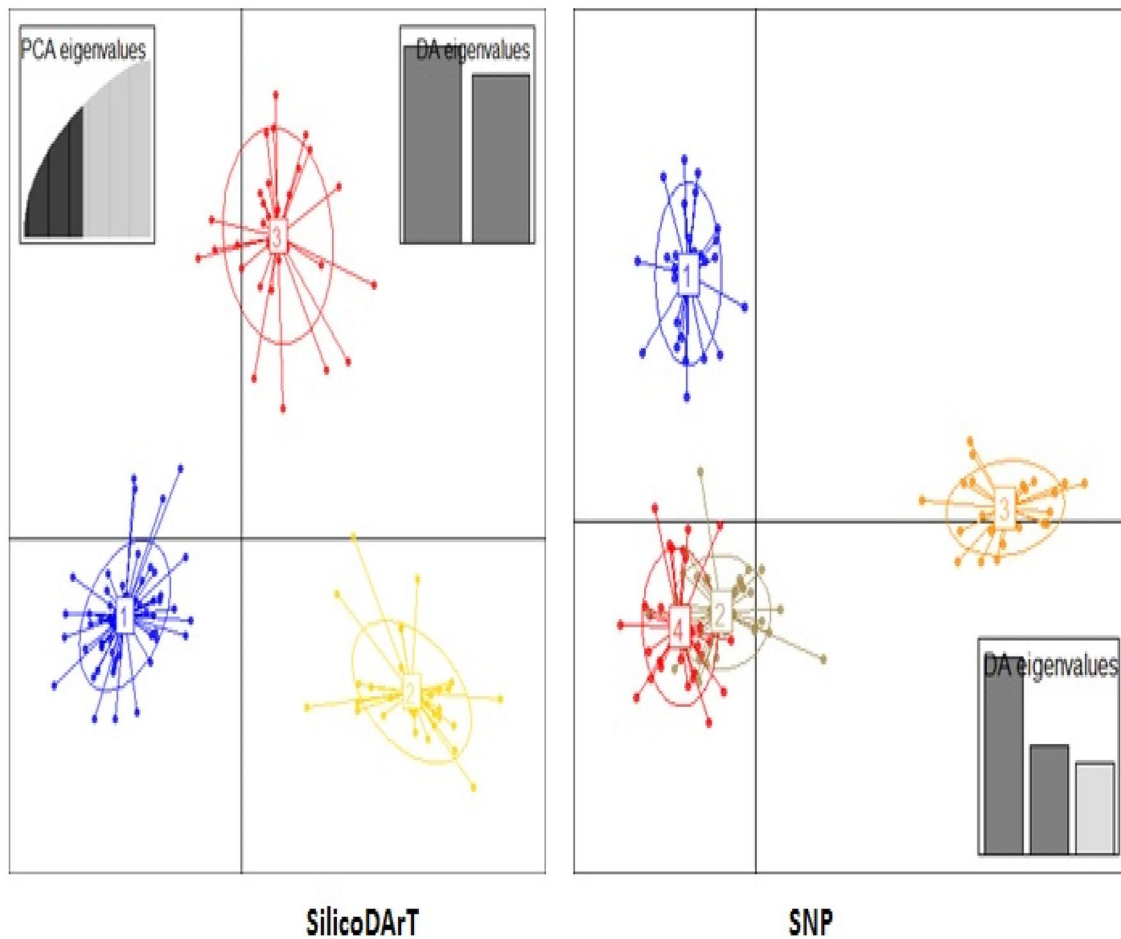 PCA eigenvalues
DA eigenvalues
3
1
2
1
3
2
4
DA eigenvalues
SilicoDArT
SNP